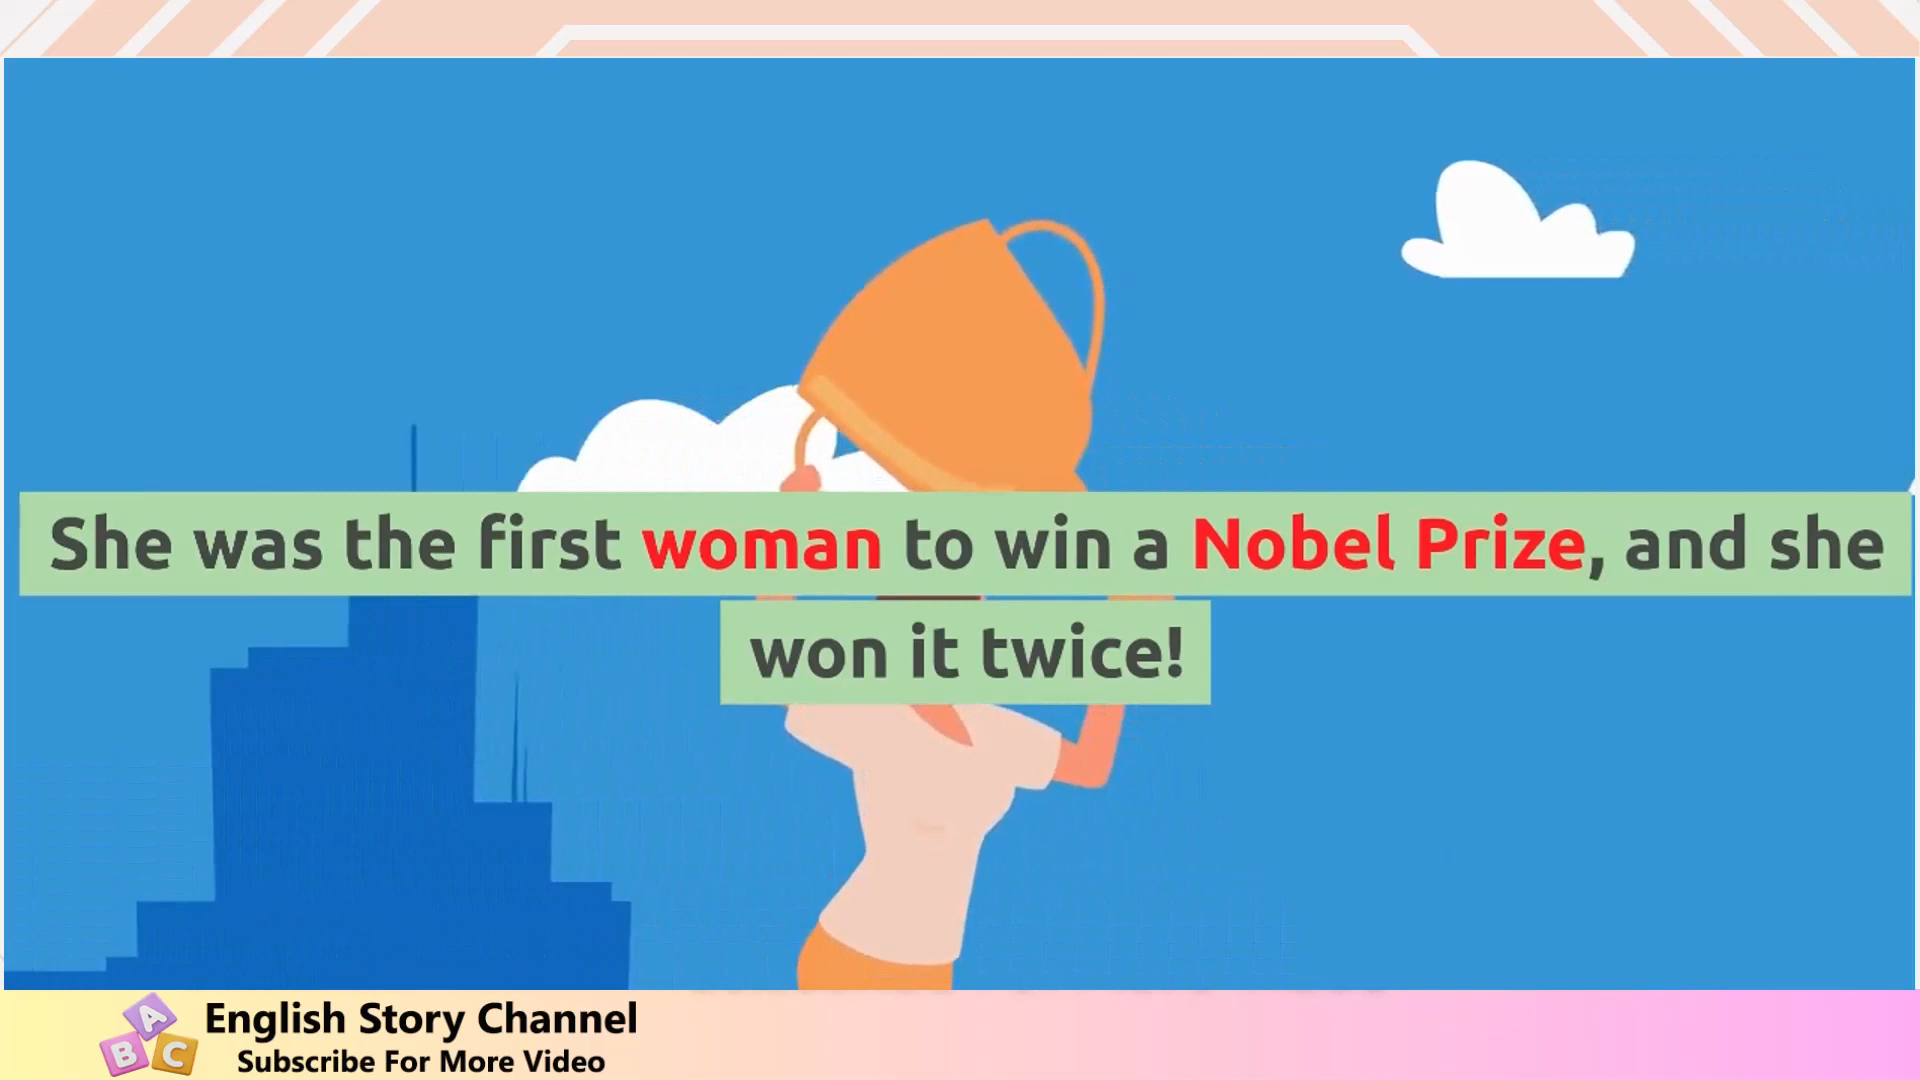 She was the first woman to win a Nobel Prize, and she
won it twice!
A
B
C
English Story Channel
Subscribe For More Video